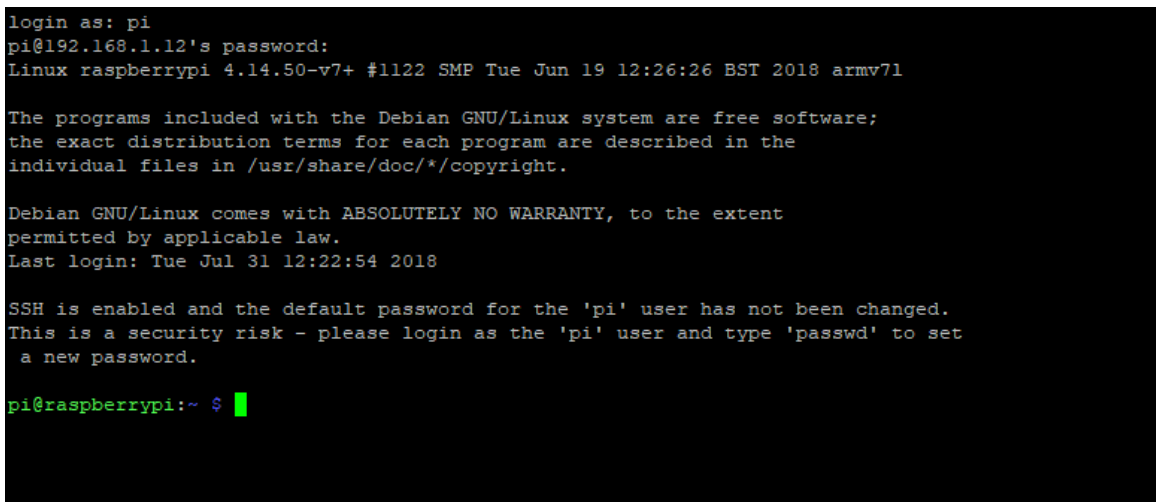 login as: pi
pi@192.168.1.12's password:
Linux raspberrypi 4.14.50-v7+ #1122 SMP Tue Jun 19 12:26:26 BST 2018 armv7l
The programs included with the Debian GNU/Linux system are free software;
the exact distribution terms for each program are described in the
individual files in /usr/share/doc/*/copyright.
Debian GNU/Linux comes with ABSOLUTELY NO WARRANTY, to the extent
permitted by applicable law.
Last login: Tue Jul 31 12:22:54 2018
SSH is enabled and the default password for the 'pi' user has not been changed.
This is a security risk - please login as the 'pi' user and type 'passwd' to set
 a new password.
pi@raspberrypi:~ $